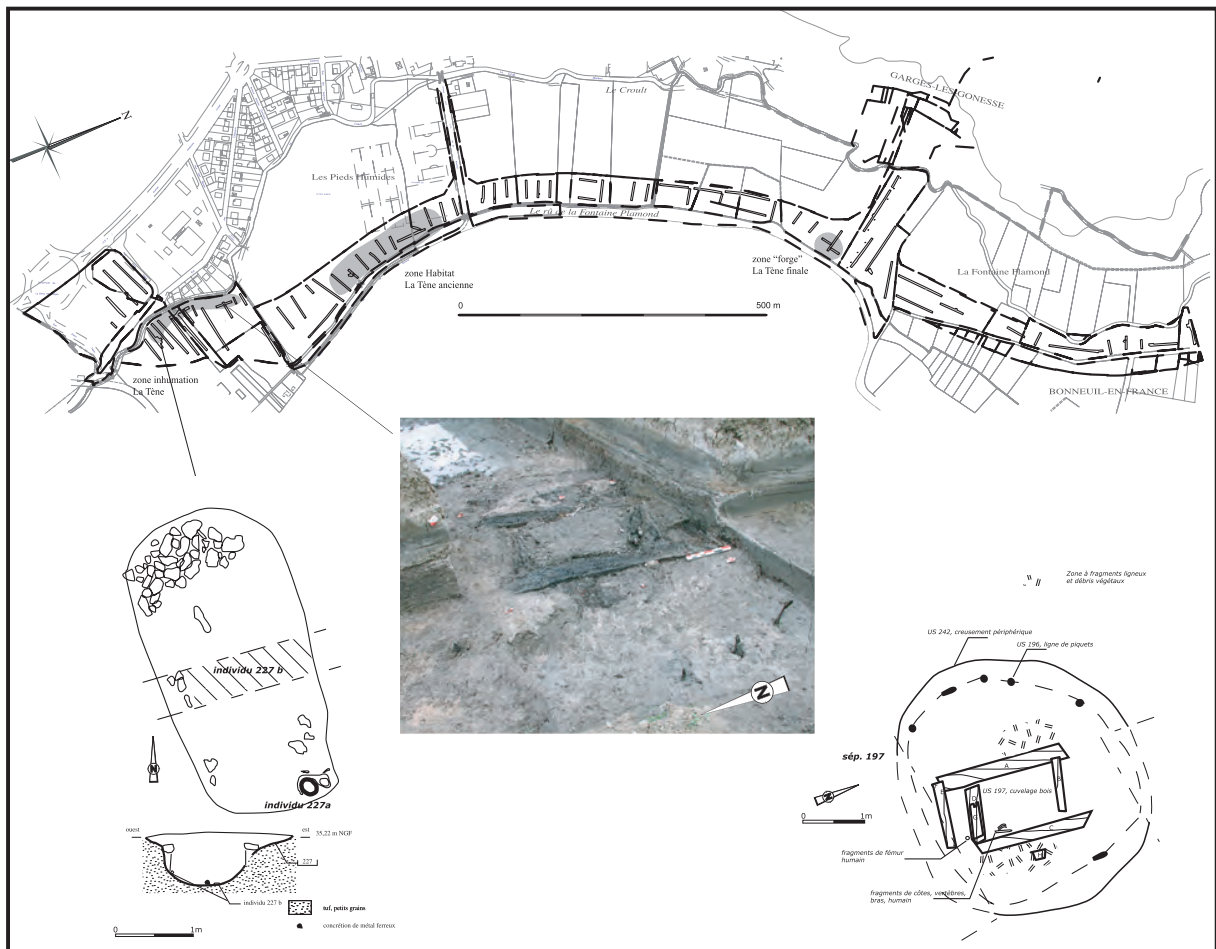 N
Le Croult
GARGES-LES-GONESSE
Les Pieds Humides
Le rû de la Fontaine Plamond
zone Habitat
La Tène ancienne
zone "forge"
La Tène finale
La Fontaine Plamond
0 500 m
zone inhumation
La Tène
BONNEUIL-EN-FRANCE
N
individu 227 b
N
individu 227a
ouest
est
35,22 m NGF
227
individu 227 b
tuf, petits grains
concrétion de métal ferreux
0 1m
Zone à fragments ligneux
et débris végétaux
US 242, creusement périphérique
US 196, ligne de piquets
sép. 197
N
0 1m
A
B
US 197, cuvelage bois
E
D
G
C
H
fragments de fémur
humain
fragments de côtes, vertèbres,
bras, humain